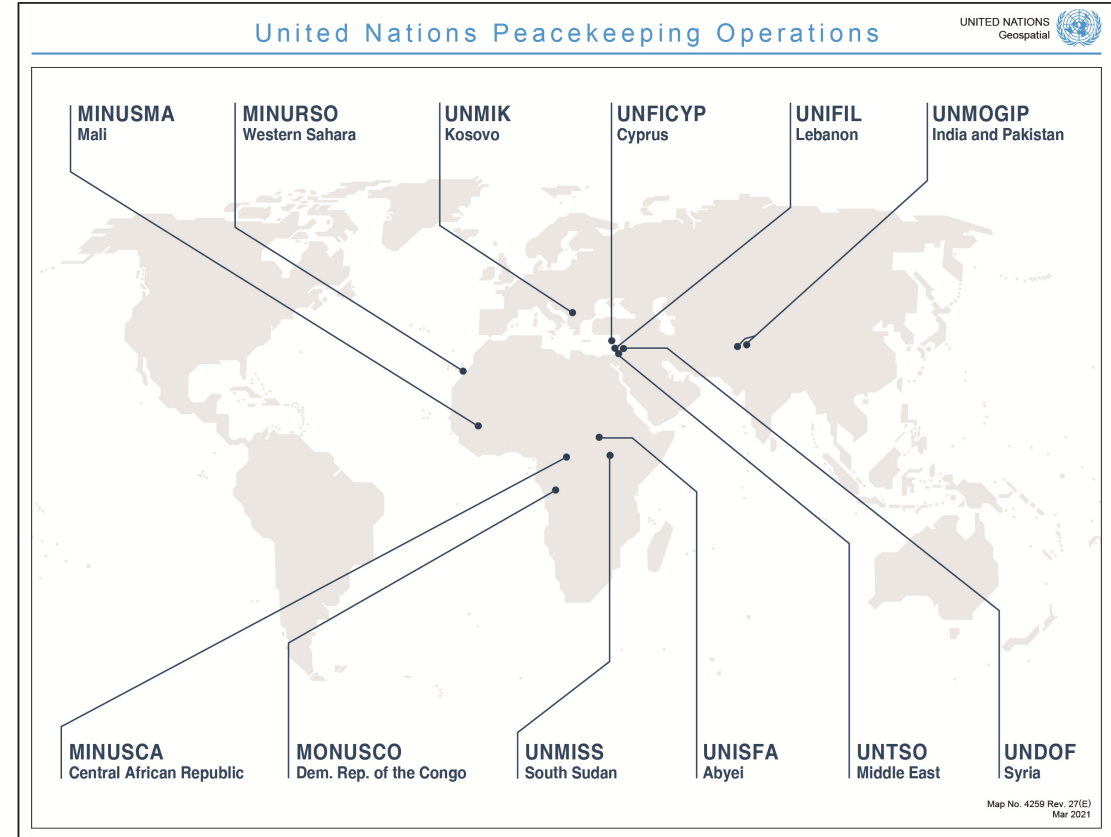 United Nations Peacekeeping Operations
UNITED NATIONS
Geospatial
MINUSMA
Mali
MINURSO
Western Sahara
UNMIK
Kosovo
UNFICYP
Cyprus
UNIFIL
Lebanon
UNMOGIP
India and Pakistan
MINUSCA
Central African Republic
MONUSCO
Dem. Rep. of the Congo
UNMISS
South Sudan
UNISFA
Abyei
UNTSO
Middle East
UNDOF
Syria
Map No. 4259 Rev. 27(E)
Mar 2021